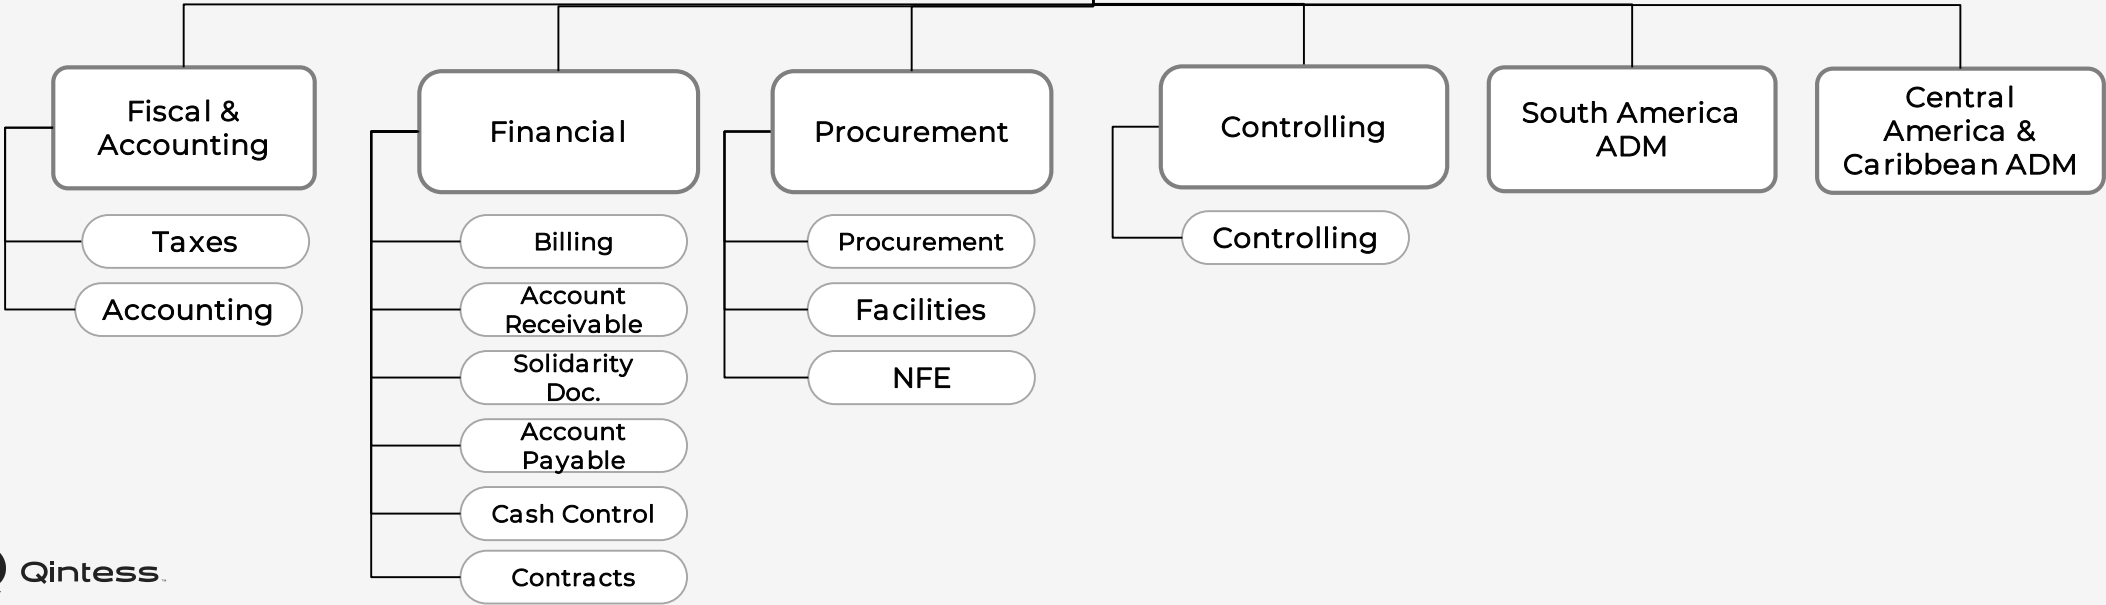 Fiscal &
Accounting
Taxes
Accounting
Financial
Billing
Account
Receivable
Solidarity
Doc.
Account
Payable
Cash Control
Contracts
Procurement
Procurement
Facilities
NFE
Controlling
Controlling
South America
ADM
Central
America &
Caribbean ADM
Qintess